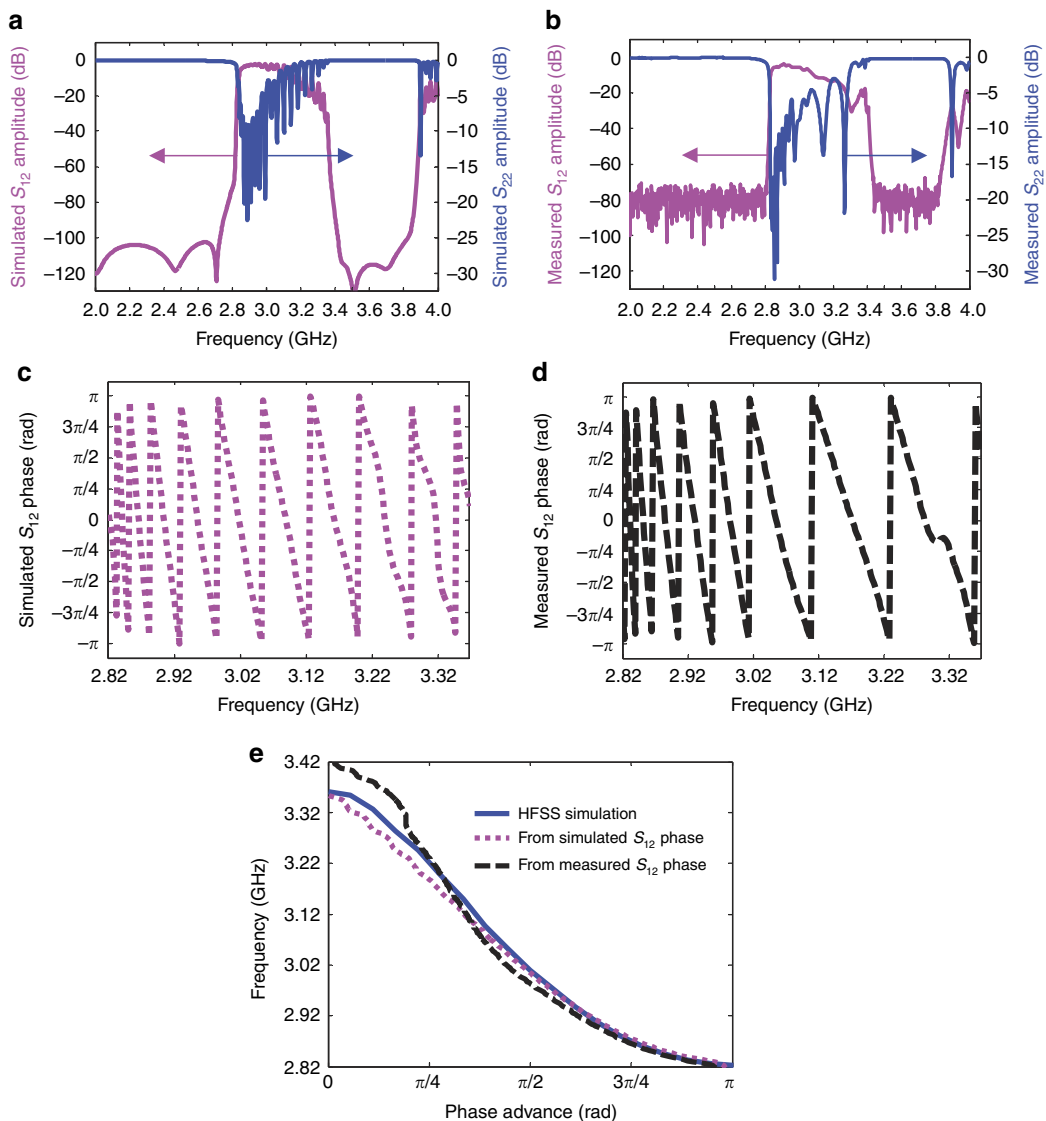 a
Simulated S12 amplitude (dB)
0
−20
−40
−60
−80
−100
−120
0
−5
−10
−15
−20
−25
−30
Simulated S22 amplitude (dB)
2.0 2.2 2.4 2.6 2.8 3.0 3.2 3.4 3.6 3.8 4.0
Frequency (GHz)
b
Measured S12 amplitude (dB)
0
−20
−40
−60
−80
−100
−120
0
−5
−10
−15
−20
−25
−30
Measured S22 amplitude (dB)
2.0 2.2 2.4 2.6 2.8 3.0 3.2 3.4 3.6 3.8 4.0
Frequency (GHz)
c
Simulated S12 phase (rad)
π
3π/4
π/2
π/4
0
−π/4
−π/2
−3π/4
−π
2.82 2.92 3.02 3.12 3.22 3.32
Frequency (GHz)
d
Measured S12 phase (rad)
π
3π/4
π/2
π/4
0
−π/4
−π/2
−3π/4
−π
2.82 2.92 3.02 3.12 3.22 3.32
Frequency (GHz)
e
Frequency (GHz)
3.42
3.32
3.22
3.12
3.02
2.92
2.82
HFSS simulation
From simulated S12 phase
From measured S12 phase
0 π/4 π/2 3π/4 π
Phase advance (rad)